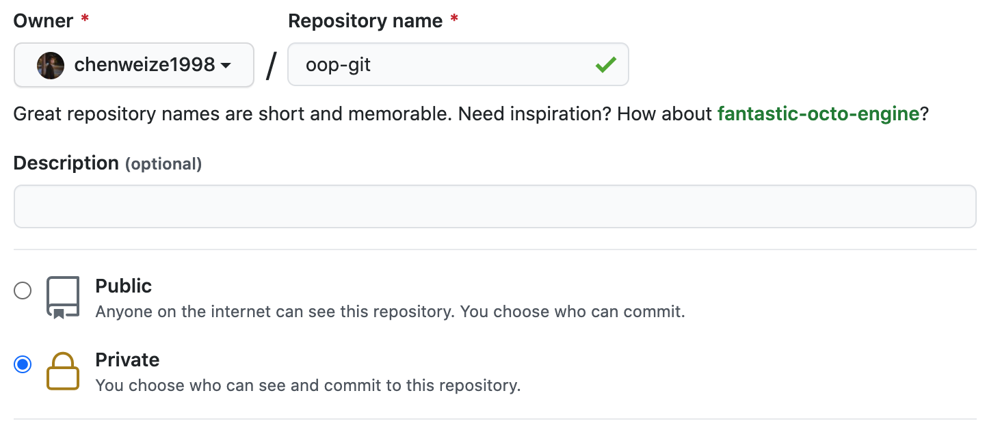 Owner * Repository name *
chenweize1998 / oop-git
Great repository names are short and memorable. Need inspiration? How about fantastic-octo-engine?
Description (optional)
Public
Anyone on the internet can see this repository. You choose who can commit.
Private
You choose who can see and commit to this repository.